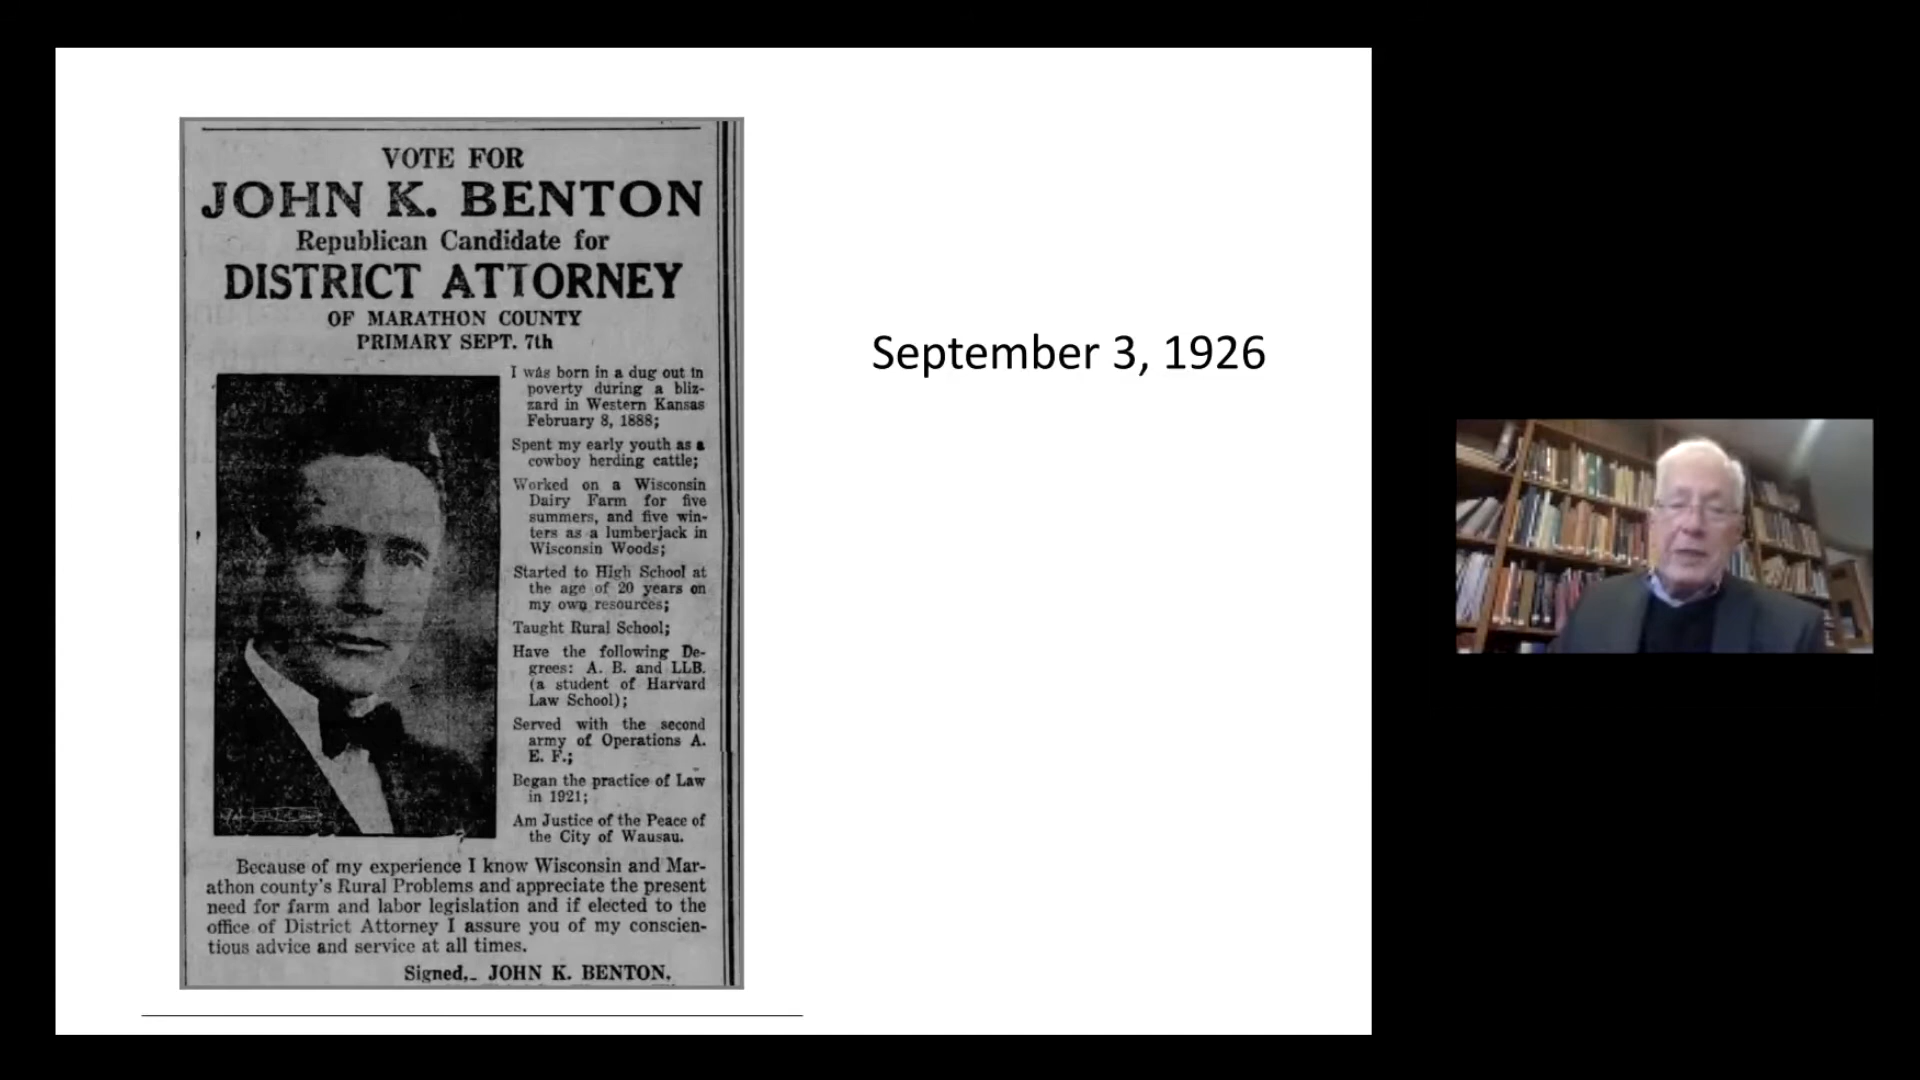 VOTE FOR
JOHN K. BENTON
Republican Candidate for
DISTRICT ATTORNEY
OF MARATHON COUNTY
PRIMARY SEPT. 7th
I was born in a dug out in
poverty during a bliz-
zard in Western Kansas
February 8, 1888;
Spent my early youth as a
cowboy herding cattle;
Worked on a Wisconsin
Dairy Farm for five
summers, and five win-
ters as a lumberjack in
Wisconsin Woods;
Started to High School at
the age of 20 years on
my own resources;
Taught Rural School;
Have the following De-
grees: A. B. and LLB.
(a student of Harvard
Law School);
Served with the second
army of Operations A.
E. F.;
Began the practice of Law
in 1921;
Am Justice of the Peace of
the City of Wausau.
Because of my experience I know Wisconsin and Mar-
athon county's Rural Problems and appreciate the present
need for farm and labor legislation and if elected to the
office of District Attorney I assure you of my conscien-
tious advice and service at all times.
Signed,_ JOHN K. BENTON.
September 3, 1926